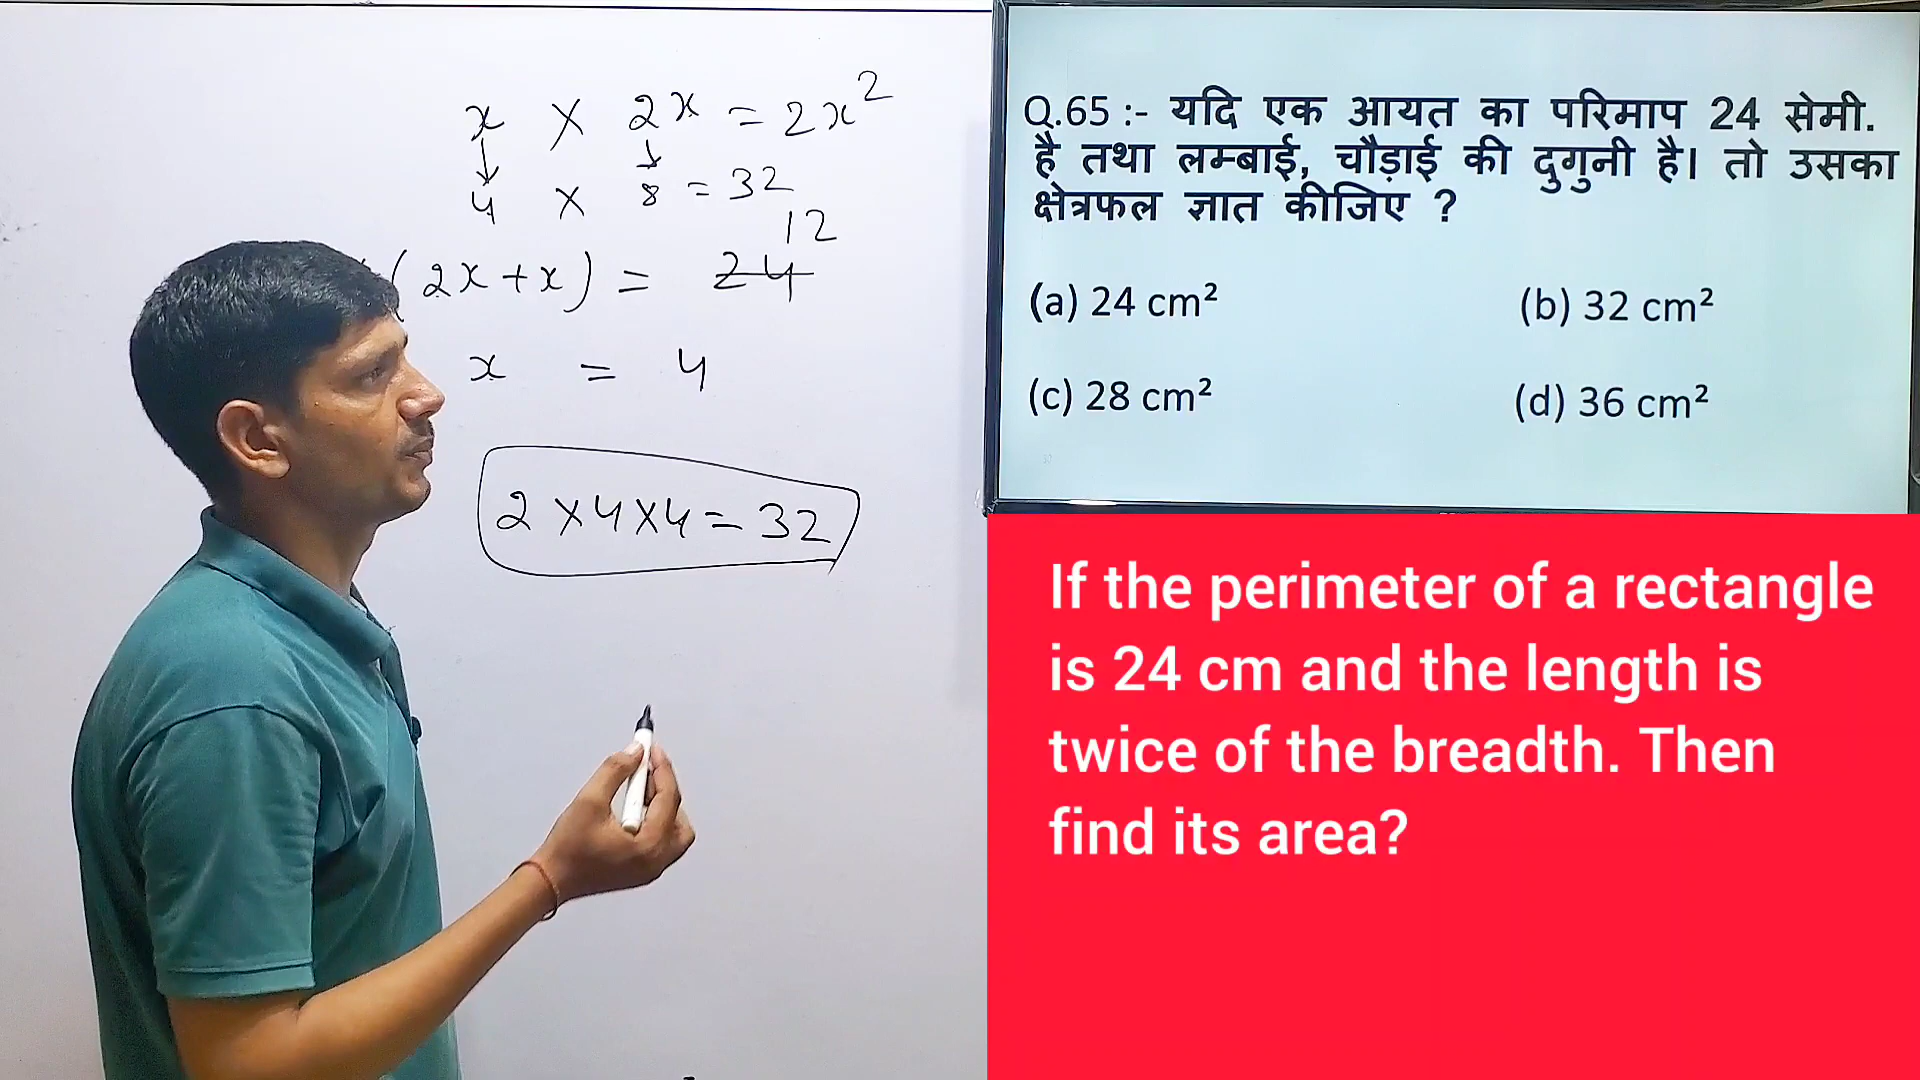 x × 2x = 2x²
4 × 8 = 32
12
(2x + x) = 24
x = 4
2×4×4 = 32
Q.65 :- यदि एक आयत का परिमाप 24 सेमी.
है तथा लम्बाई, चौड़ाई की दुगुनी है। तो उसका
क्षेत्रफल ज्ञात कीजिए ?
(a) 24 cm² (b) 32 cm²
(c) 28 cm² (d) 36 cm²
If the perimeter of a rectangle
is 24 cm and the length is
twice of the breadth. Then
find its area?